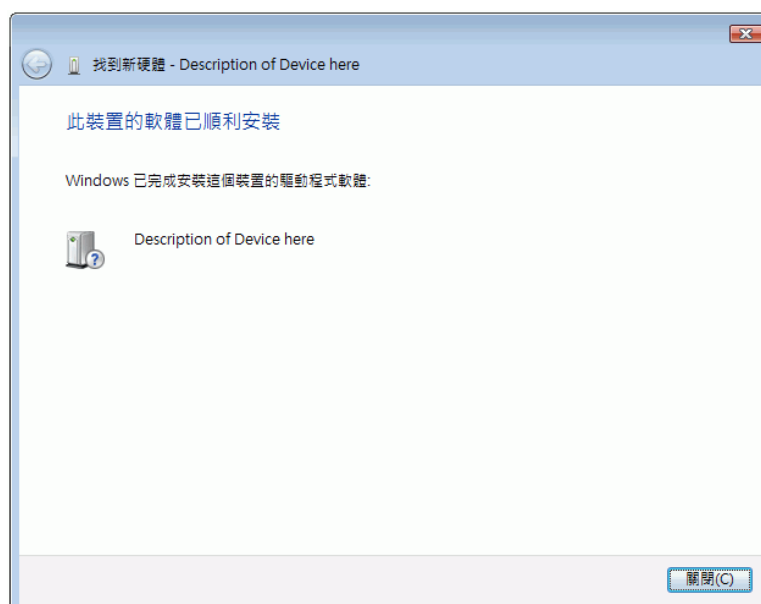 找到新硬體 - Description of Device here
此裝置的軟體已順利安裝
Windows 已完成安裝這個裝置的驅動程式軟體:
Description of Device here
關閉(C)